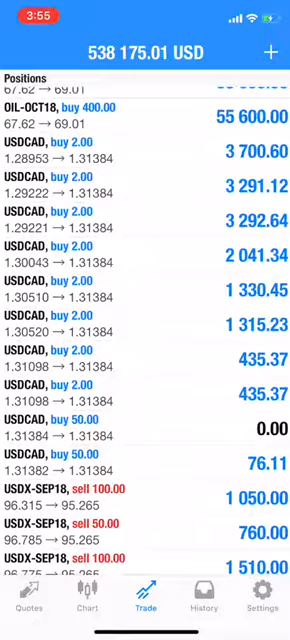 3:55
538 175.01 USD
+
Positions
67.62 → 69.01
OIL-OCT18, buy 400.00
67.62 → 69.01 55 600.00
USDCAD, buy 2.00
1.28953 → 1.31384 3 700.60
USDCAD, buy 2.00
1.29222 → 1.31384 3 291.12
USDCAD, buy 2.00
1.29221 → 1.31384 3 292.64
USDCAD, buy 2.00
1.30043 → 1.31384 2 041.34
USDCAD, buy 2.00
1.30510 → 1.31384 1 330.45
USDCAD, buy 2.00
1.30520 → 1.31384 1 315.23
USDCAD, buy 2.00
1.31098 → 1.31384 435.37
USDCAD, buy 2.00
1.31098 → 1.31384 435.37
USDCAD, buy 50.00
1.31384 → 1.31384 0.00
USDCAD, buy 50.00
1.31382 → 1.31384 76.11
USDX-SEP18, sell 100.00
96.315 → 95.265 1 050.00
USDX-SEP18, sell 50.00
96.785 → 95.265 760.00
USDX-SEP18, sell 100.00
96.775 → 95.265 1 510.00
Quotes Chart Trade History Settings